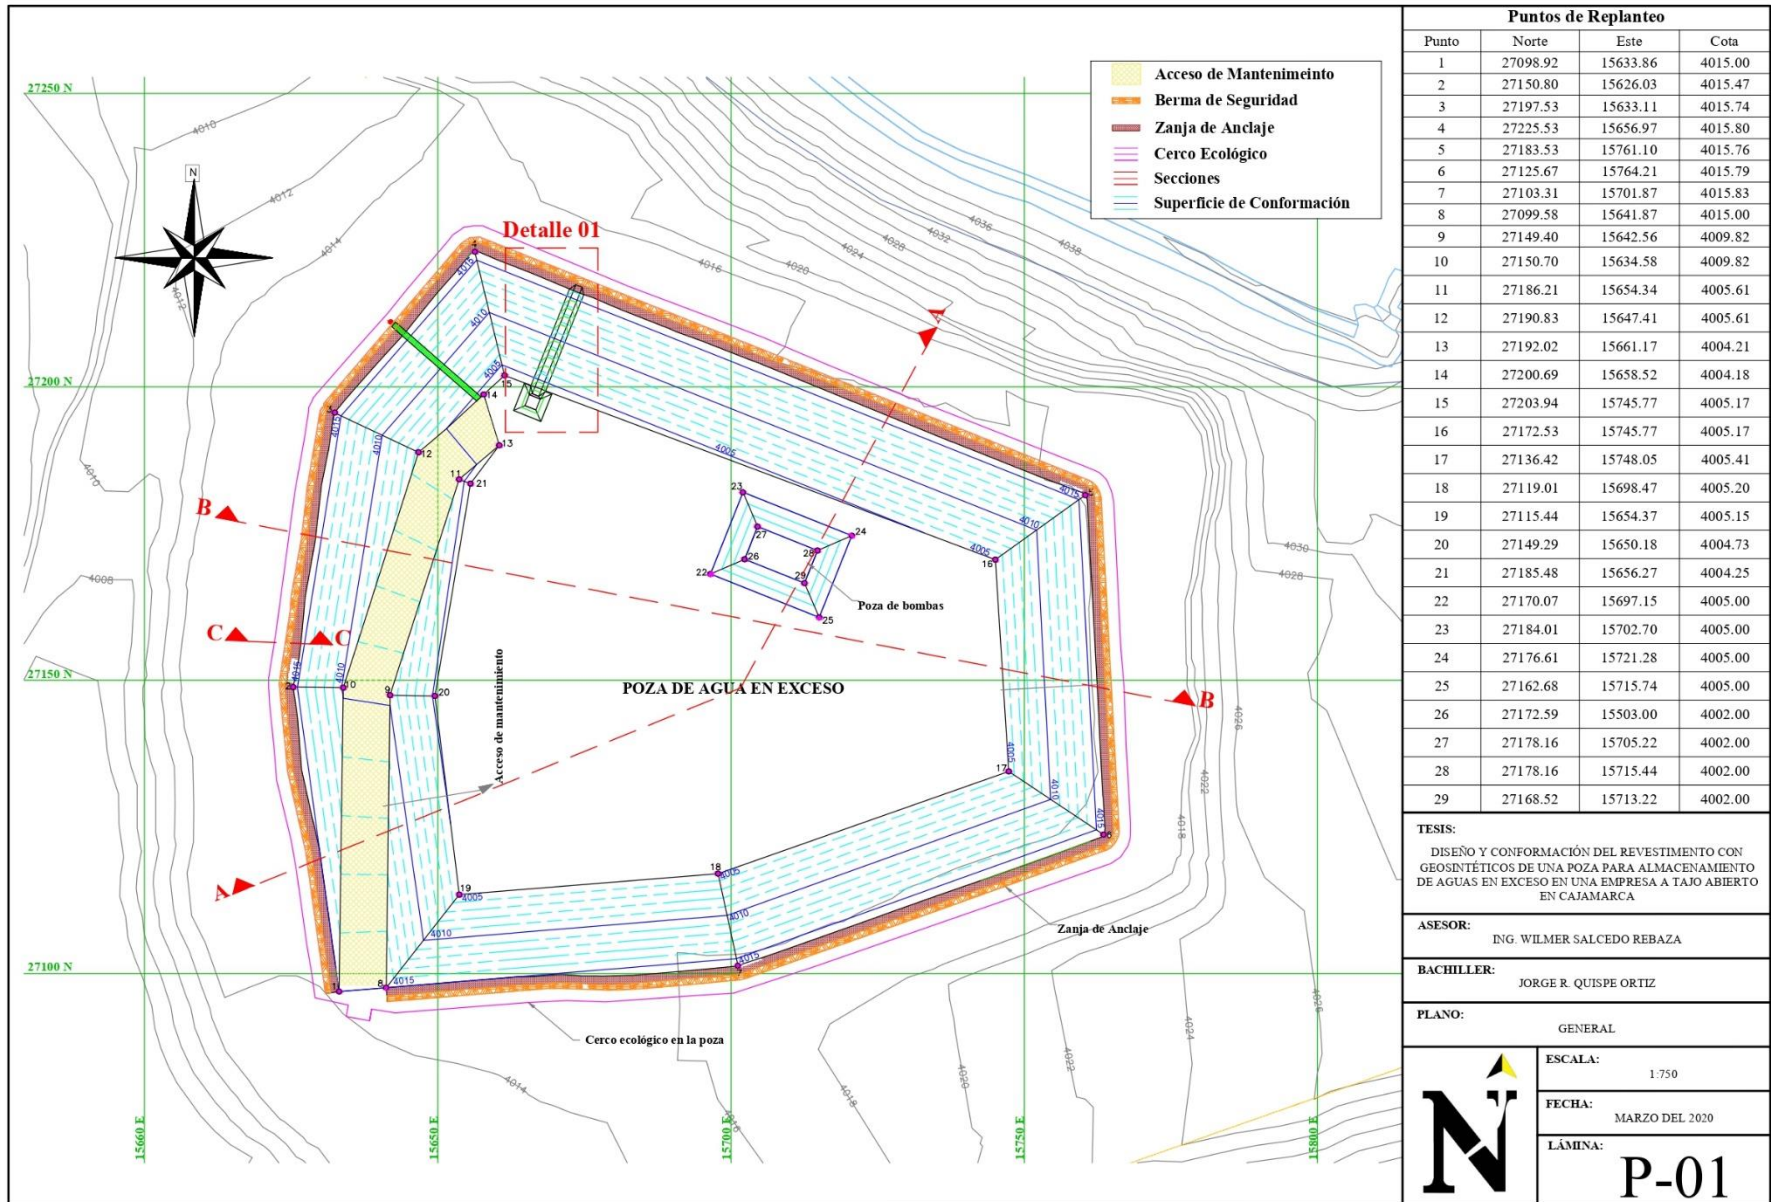 27250 N
27200 N
27150 N
27100 N
15660 E
15650 E
15700 E
15750 E
15800 E
N
Acceso de Mantenimeinto
Berma de Seguridad
Zanja de Anclaje
Cerco Ecológico
Secciones
Superficie de Conformación
Detalle 01
A
A
B
B
C
C
POZA DE AGUA EN EXCESO
Poza de bombas
Acceso de mantenimiento
Zanja de Anclaje
Cerco ecológico en la poza
Puntos de Replanteo
Punto Norte Este Cota
1 27098.92 15633.86 4015.00
2 27150.80 15626.03 4015.47
3 27197.53 15633.11 4015.74
4 27225.53 15656.97 4015.80
5 27183.53 15761.10 4015.76
6 27125.67 15764.21 4015.79
7 27103.31 15701.87 4015.83
8 27099.58 15641.87 4015.00
9 27149.40 15642.56 4009.82
10 27150.70 15634.58 4009.82
11 27186.21 15654.34 4005.61
12 27190.83 15647.41 4005.61
13 27192.02 15661.17 4004.21
14 27200.69 15658.52 4004.18
15 27203.94 15745.77 4005.17
16 27172.53 15745.77 4005.17
17 27136.42 15748.05 4005.41
18 27119.01 15698.47 4005.20
19 27115.44 15654.37 4005.15
20 27149.29 15650.18 4004.73
21 27185.48 15656.27 4004.25
22 27170.07 15697.15 4005.00
23 27184.01 15702.70 4005.00
24 27176.61 15721.28 4005.00
25 27162.68 15715.74 4005.00
26 27172.59 15503.00 4002.00
27 27178.16 15705.22 4002.00
28 27178.16 15715.44 4002.00
29 27168.52 15713.22 4002.00
TESIS:
DISEÑO Y CONFORMACIÓN DEL REVESTIMENTO CON
GEOSINTÉTICOS DE UNA POZA PARA ALMACENAMIENTO
DE AGUAS EN EXCESO EN UNA EMPRESA A TAJO ABIERTO
EN CAJAMARCA
ASESOR:
ING. WILMER SALCEDO REBAZA
BACHILLER:
JORGE R. QUISPE ORTIZ
PLANO:
GENERAL
N
ESCALA:
1:750
FECHA:
MARZO DEL 2020
LÁMINA:
P-01